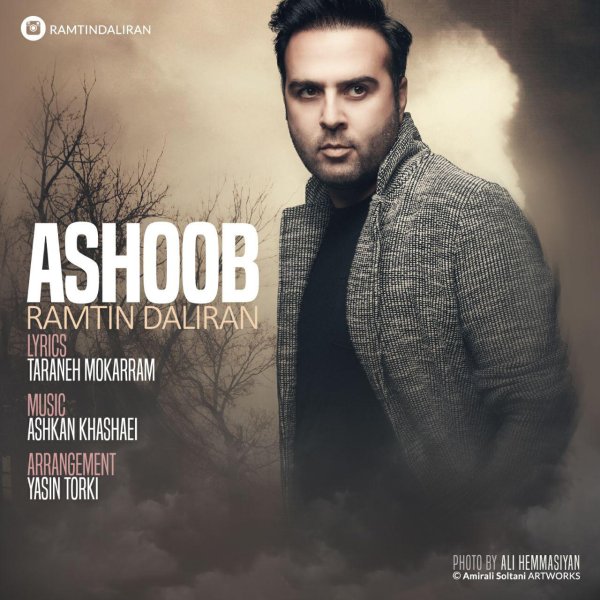 RAMTINDALIRAN
ASHOOB
RAMTIN DALIRAN
LYRICS
TARANEH MOKARRAM
MUSIC
ASHKAN KHASHAEI
ARRANGEMENT
YASIN TORKI
PHOTO BY ALI HEMMASIYAN
© Amirali Soltani ARTWORKS